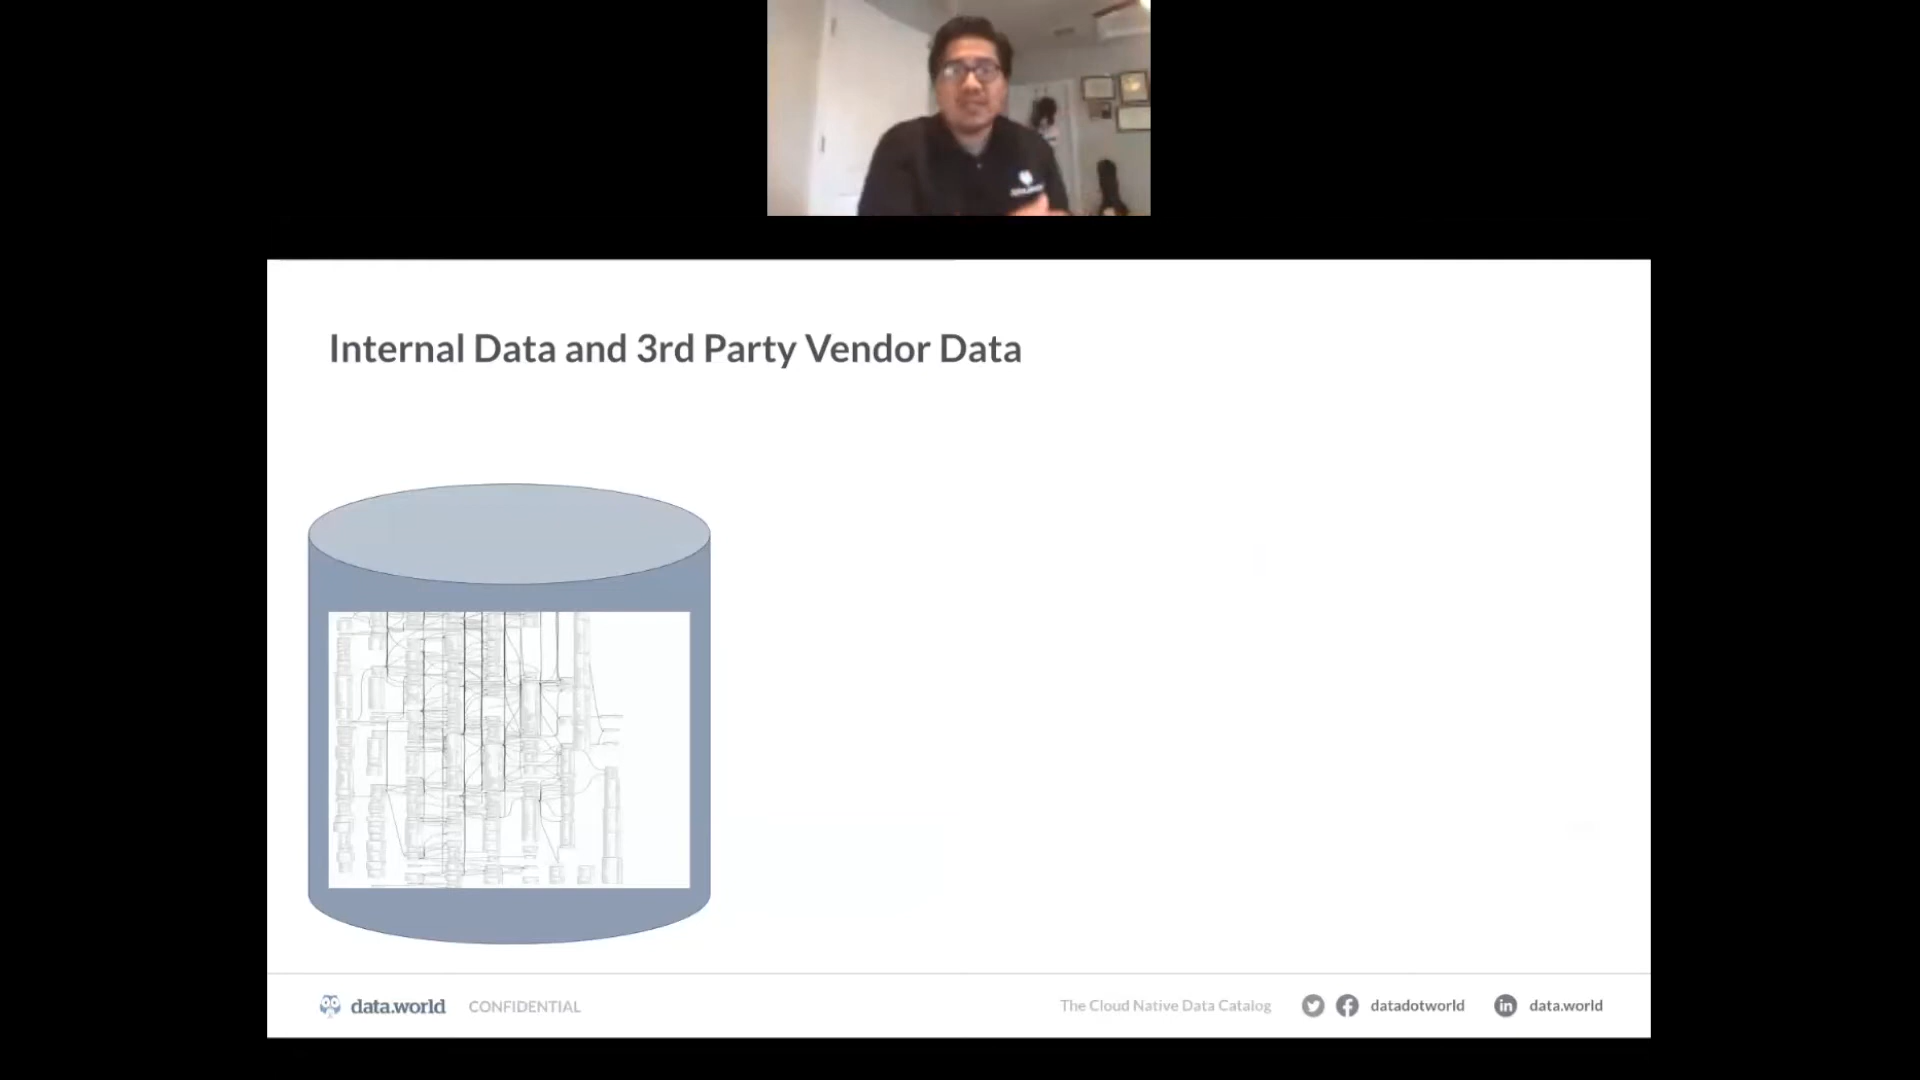 Internal Data and 3rd Party Vendor Data
data.world CONFIDENTIAL The Cloud Native Data Catalog datadotworld data.world